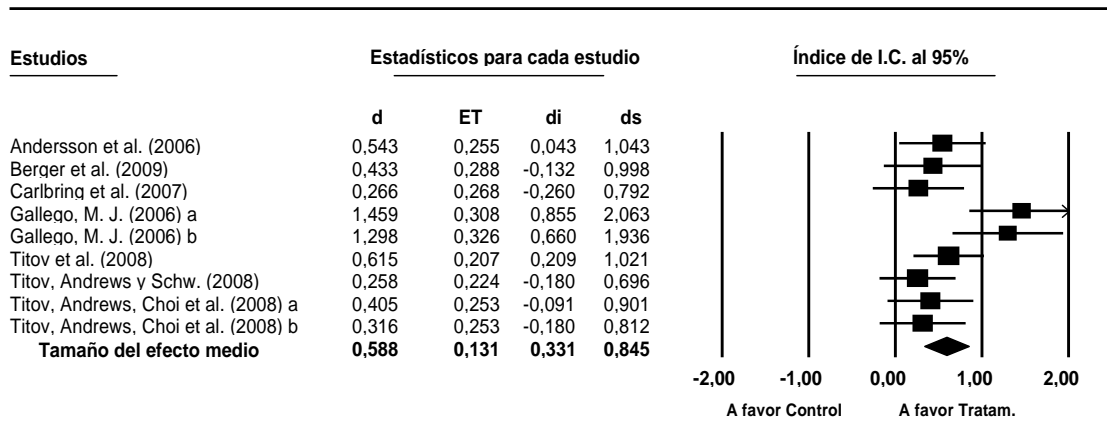 Estudios Estadísticos para cada estudio Índice de I.C. al 95%
d ET di ds
Andersson et al. (2006) 0,543 0,255 0,043 1,043
Berger et al. (2009) 0,433 0,288 -0,132 0,998
Carlbring et al. (2007) 0,266 0,268 -0,260 0,792
Gallego, M. J. (2006) a 1,459 0,308 0,855 2,063
Gallego, M. J. (2006) b 1,298 0,326 0,660 1,936
Titov et al. (2008) 0,615 0,207 0,209 1,021
Titov, Andrews y Schw. (2008) 0,258 0,224 -0,180 0,696
Titov, Andrews, Choi et al. (2008) a 0,405 0,253 -0,091 0,901
Titov, Andrews, Choi et al. (2008) b 0,316 0,253 -0,180 0,812
Tamaño del efecto medio 0,588 0,131 0,331 0,845
-2,00 -1,00 0,00 1,00 2,00
A favor Control A favor Tratam.